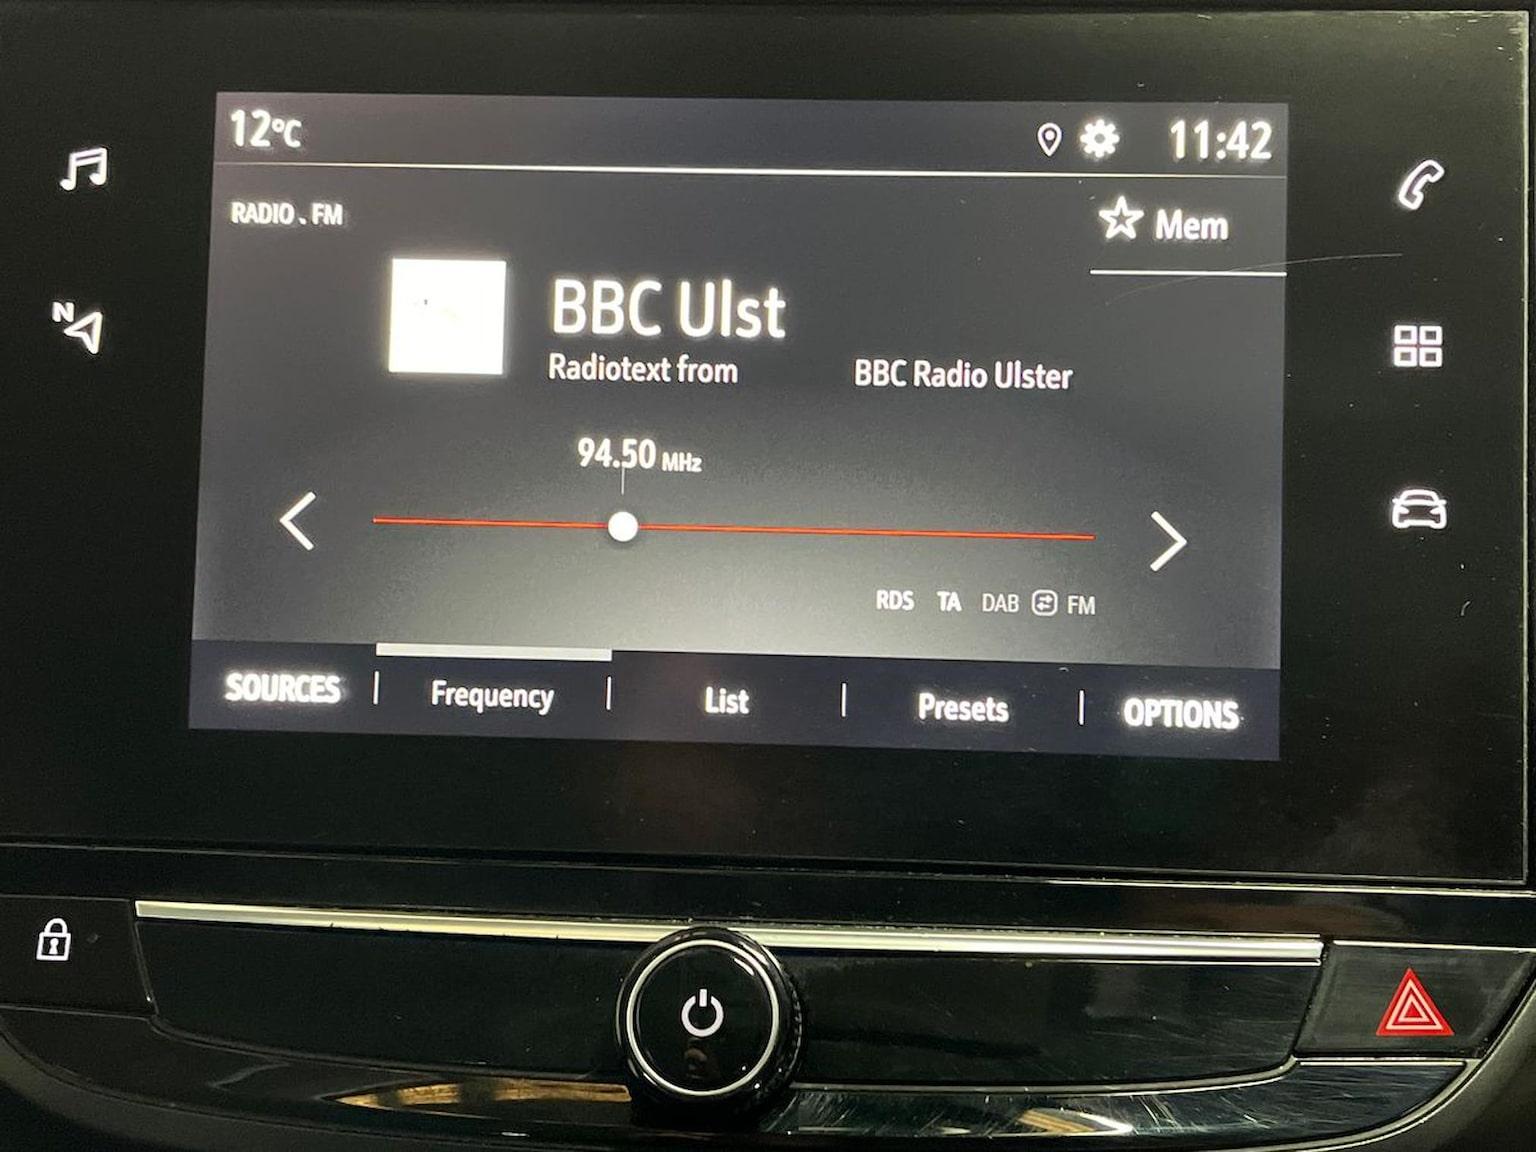 12°C
11:42
RADIO . FM
Mem
BBC Ulst
Radiotext from BBC Radio Ulster
N
94.50 MHz
RDS TA DAB FM
SOURCES Frequency List Presets OPTIONS